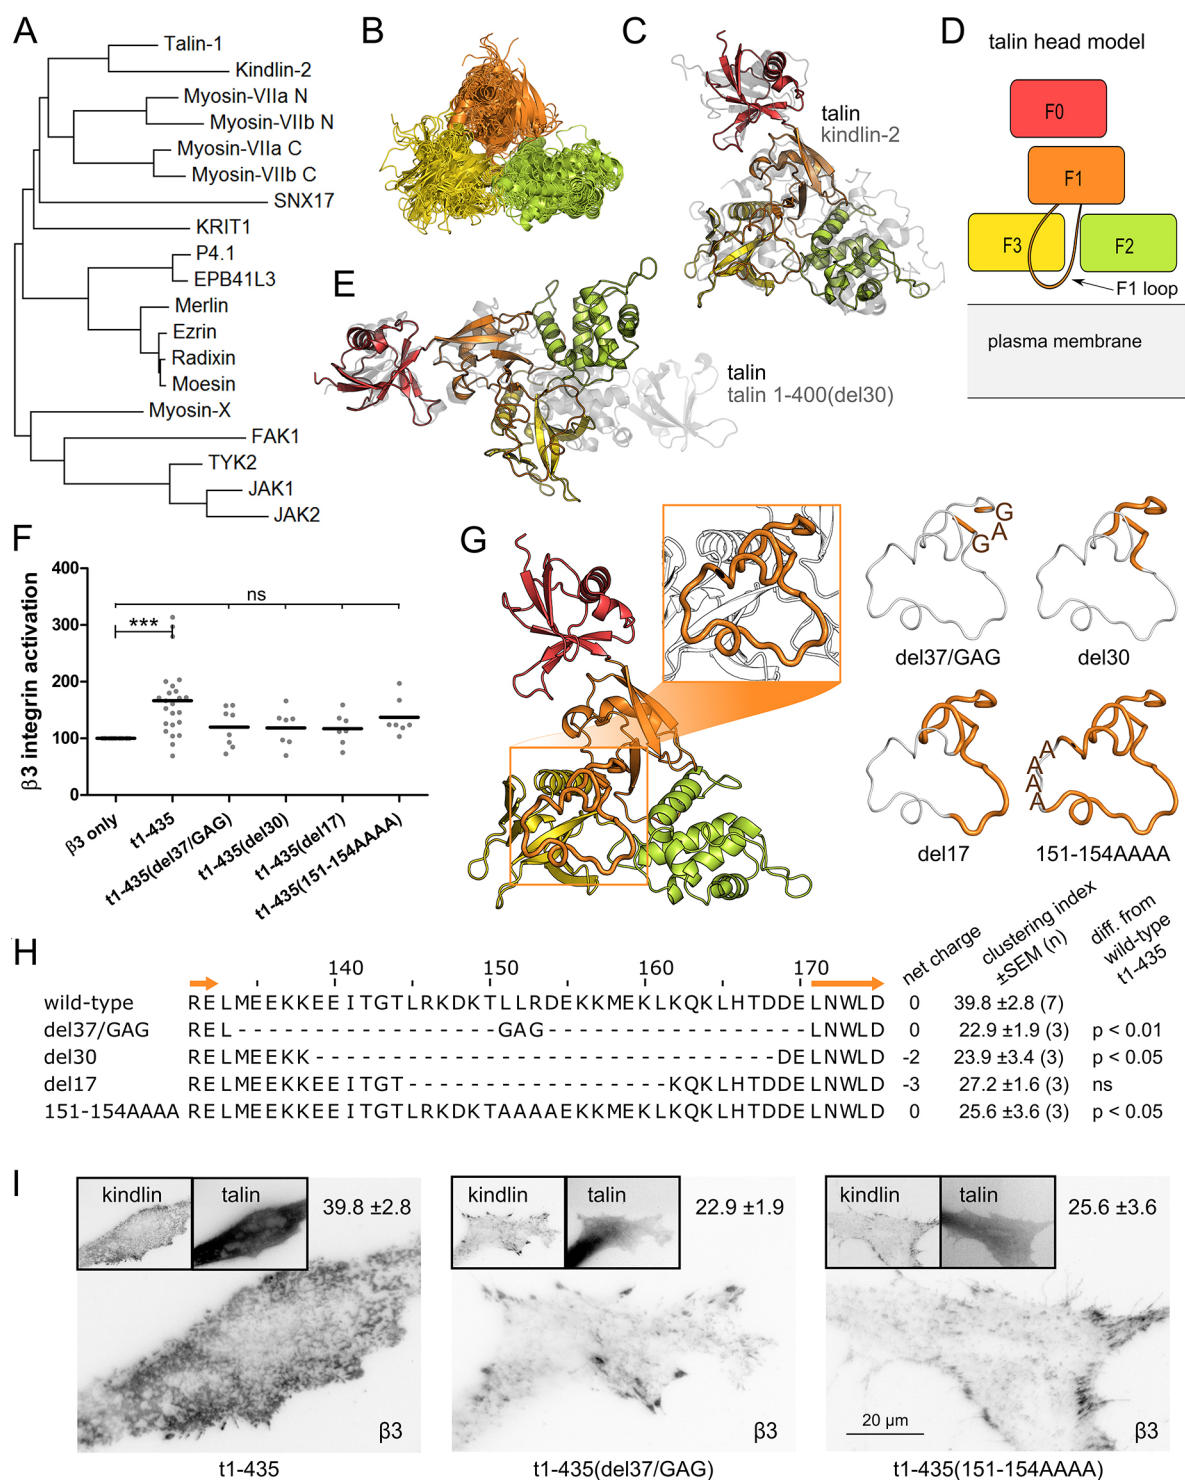 A
Talin-1
Kindlin-2
Myosin-VIIa N
Myosin-VIIb N
Myosin-VIIa C
Myosin-VIIb C
SNX17
KRIT1
P4.1
EPB41L3
Merlin
Ezrin
Radixin
Moesin
Myosin-X
FAK1
TYK2
JAK1
JAK2
B
C
talin
kindlin-2
D
talin head model
F0
F1
F3
F2
F1 loop
plasma membrane
E
talin
talin 1-400(del30)
F
β3 integrin activation
400
300
200
100
0
ns
***
β3 only
t1-435
t1-435(del37/GAG)
t1-435(del30)
t1-435(del17)
t1-435(151-154AAAA)
G
G
A
G
del37/GAG
del30
del17
A
A
A
A
151-154AAAA
H
140 150 160 170
net charge
clustering index
±SEM (n)
diff. from
wild-type
t1-435
wild-type RELMEEKKEEITGTLRKDKTLLRDEKKMEKLKQKLHTDDELNWLD 0 39.8 ±2.8 (7)
del37/GAG REL-----------------GAG-----------------LNWLD 0 22.9 ±1.9 (3) p < 0.01
del30 RELMEEKK------------------------------DELNWLD -2 23.9 ±3.4 (3) p < 0.05
del17 RELMEEKKEEITGT-----------------KQKLHTDDELNWLD -3 27.2 ±1.6 (3) ns
151-154AAAA RELMEEKKEEITGTLRKDKTAAAAEKKMEKLKQKLHTDDELNWLD 0 25.6 ±3.6 (3) p < 0.05
I
kindlin
talin
39.8 ±2.8
β3
t1-435
kindlin
talin
22.9 ±1.9
t1-435(del37/GAG)
kindlin
talin
25.6 ±3.6
20 µm
β3
t1-435(151-154AAAA)